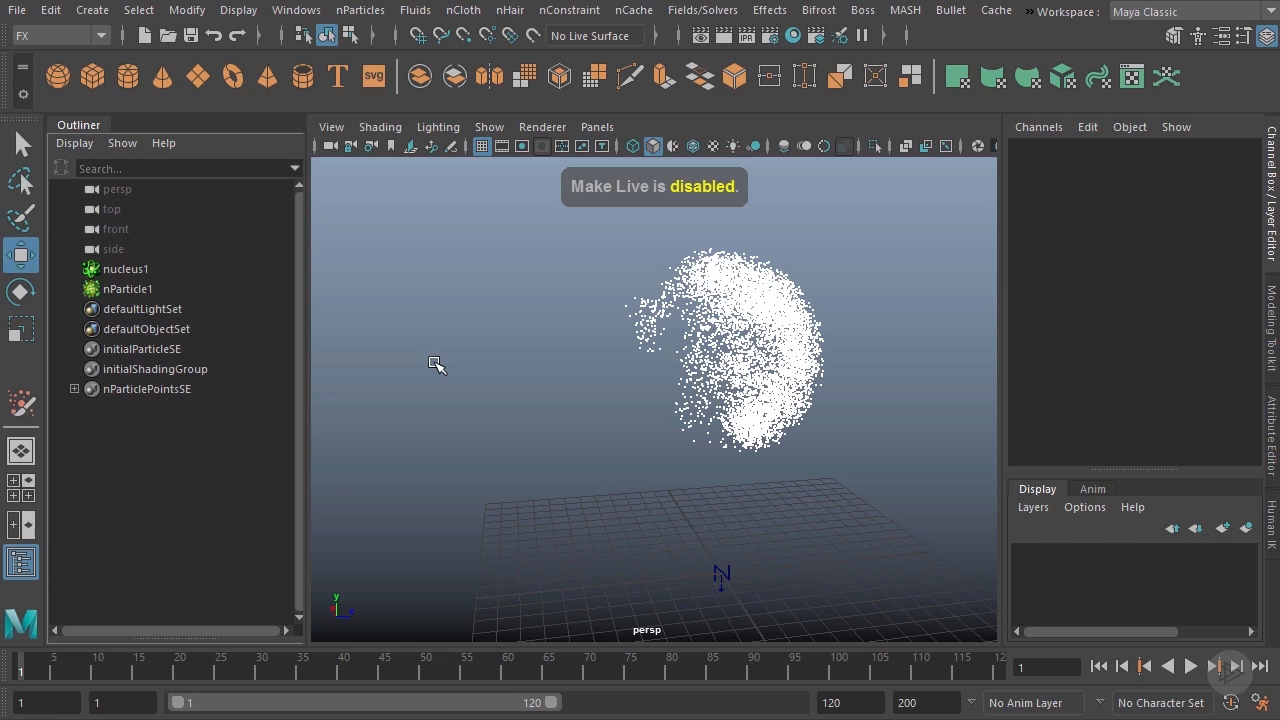 File Edit Create Select Modify Display Windows nParticles Fluids nCloth nHair nConstraint nCache Fields/Solvers Effects Bifrost Boss MASH Bullet Cache » Workspace : Maya Classic
FX No Live Surface
T svg
Outliner
Display Show Help
Search...
persp
top
front
side
nucleus1
nParticle1
defaultLightSet
defaultObjectSet
initialParticleSE
initialShadingGroup
nParticlePointsSE
View Shading Lighting Show Renderer Panels
Make Live is disabled.
N
y
z
persp
Channels Edit Object Show
Channel Box / Layer Editor
Modeling Toolkit
Attribute Editor
Human IK
Display Anim
Layers Options Help
1 5 10 15 20 25 30 35 40 45 50 55 60 65 70 75 80 85 90 95 100 105 110 115 12 1
1 1 1 120 120 200 No Anim Layer No Character Set